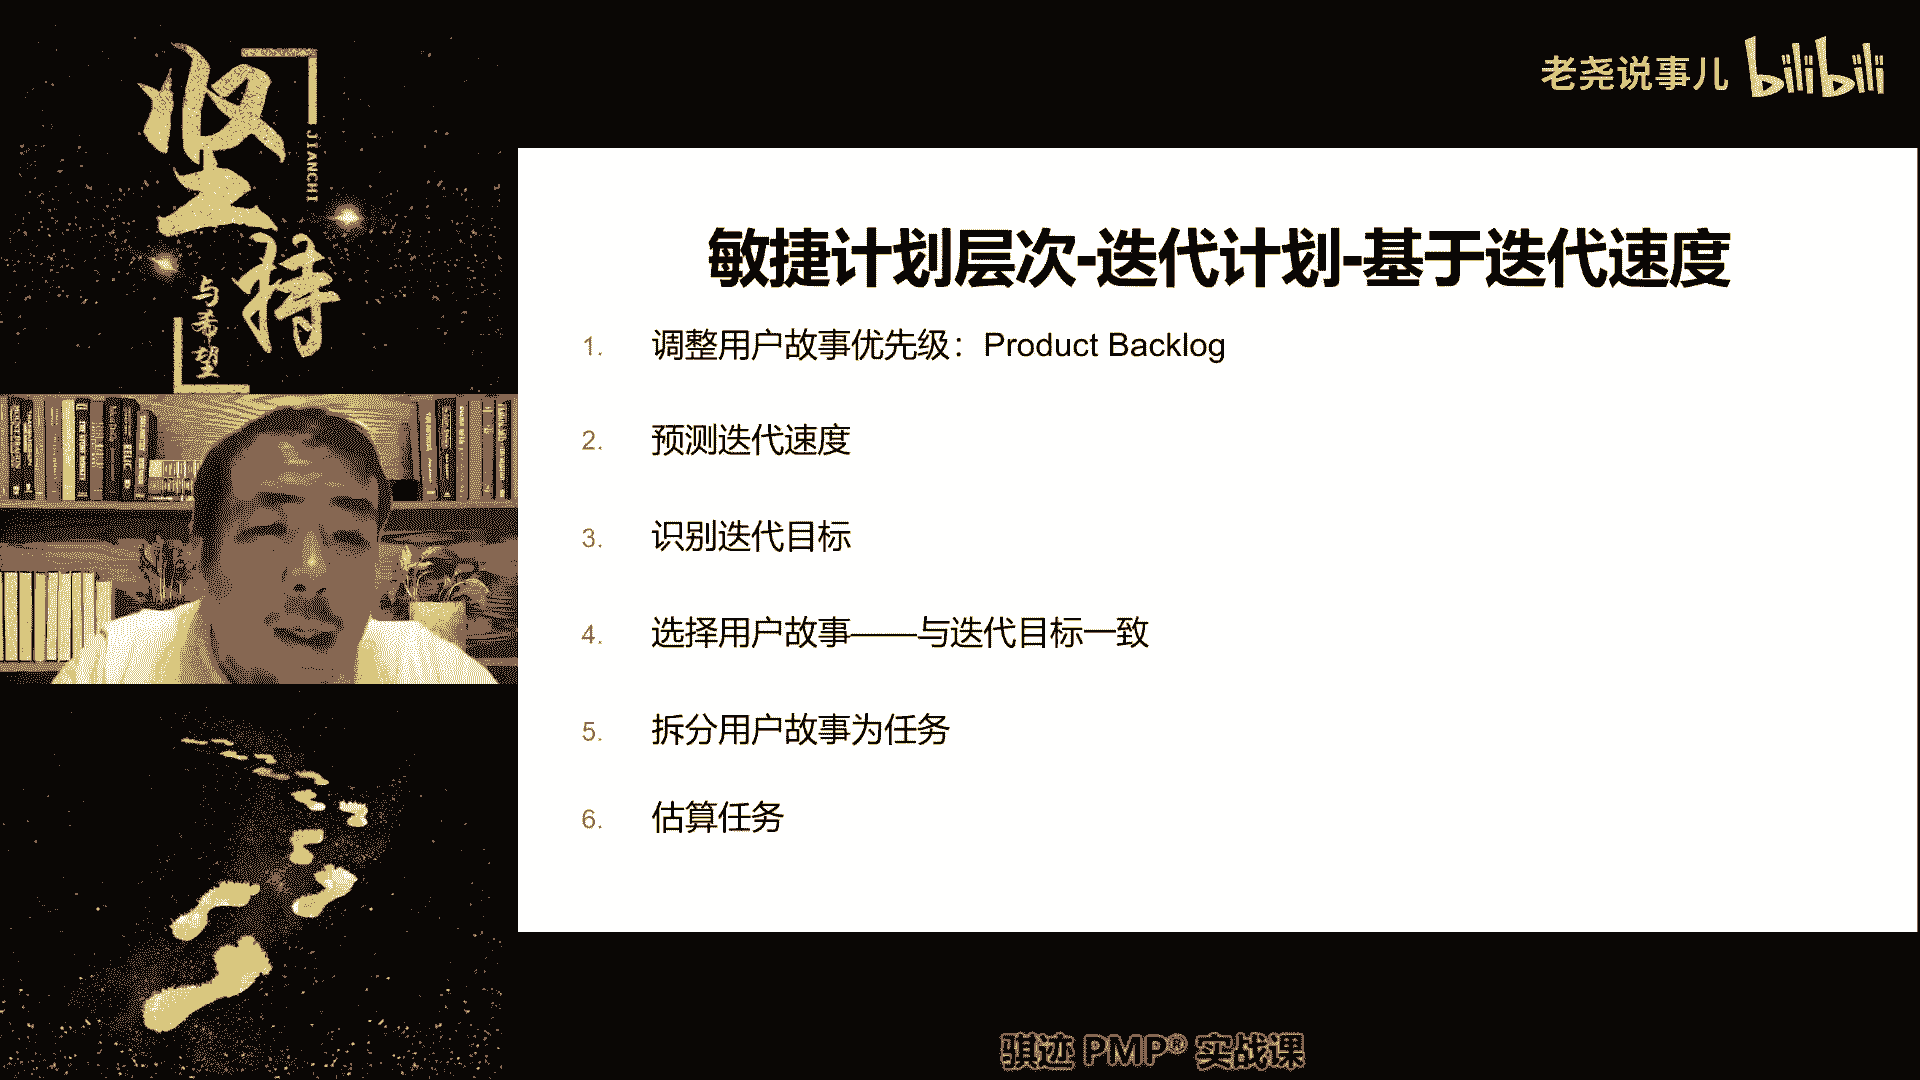 坚持
JIANCHI
与希望
老尧说事儿 bilibili
敏捷计划层次-迭代计划-基于迭代速度
1. 调整用户故事优先级：Product Backlog
2. 预测迭代速度
3. 识别迭代目标
4. 选择用户故事——与迭代目标一致
5. 拆分用户故事为任务
6. 估算任务
骐迹 PMP® 实战课